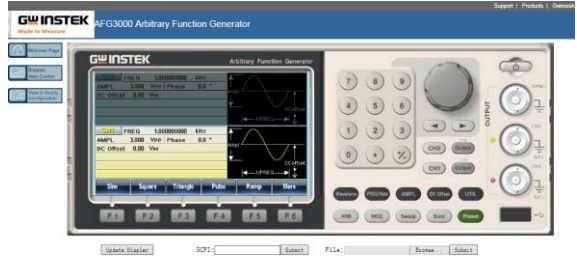 Support | Products | Gwinstek
GWINSTEK
Made to Measure
AFG3000 Arbitrary Function Generator
Welcome Page
Browser
Web Control
View & Modify
Configuration
GWINSTEK
Arbitrary Function Generator
FREQ 1.000000000 kHz
AMPL 3.000 Vpp Phase 0.0 °
DC Offset 0.00 Vdc
Ampl
DCoffset
1/FREQ
CH1 FREQ 1.000000000 kHz
AMPL 3.000 Vpp Phase 0.0 °
DC Offset 0.00 Vdc
Ampl
DCoffset
1/FREQ
Sine Square Triangle Pulse Ramp More
F 1 F 2 F 3 F 4 F 5 F 6
7 8 9
4 5 6
1 2 3
0 • +/-
CH2 Output
CH1 Output
OUTPUT
Waveform FREQ/Rate AMPL DC Offset UTIL
ARB MOD Sweep Burst Preset
Update Display SCPI: Submit File: Browse... Submit